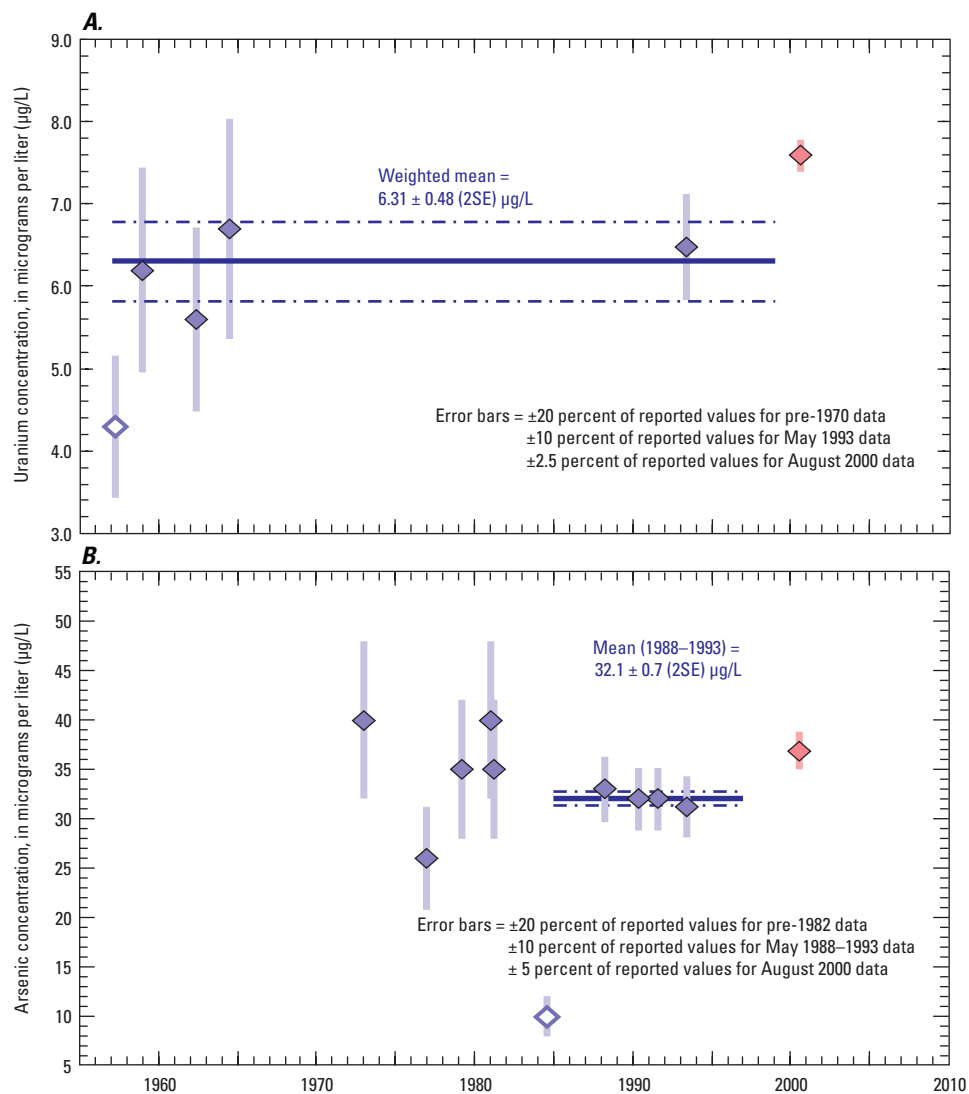 A.
Uranium concentration, in micrograms per liter (µg/L)
9.0
8.0
7.0
6.0
5.0
4.0
3.0
Weighted mean =
6.31 ± 0.48 (2SE) µg/L
Error bars = ±20 percent of reported values for pre-1970 data
±10 percent of reported values for May 1993 data
±2.5 percent of reported values for August 2000 data
1960
1970
1980
1990
2000
2010
B.
Arsenic concentration, in micrograms per liter (µg/L)
55
50
45
40
35
30
25
20
15
10
5
Mean (1988–1993) =
32.1 ± 0.7 (2SE) µg/L
Error bars = ±20 percent of reported values for pre-1982 data
±10 percent of reported values for May 1988–1993 data
± 5 percent of reported values for August 2000 data
1960
1970
1980
1990
2000
2010